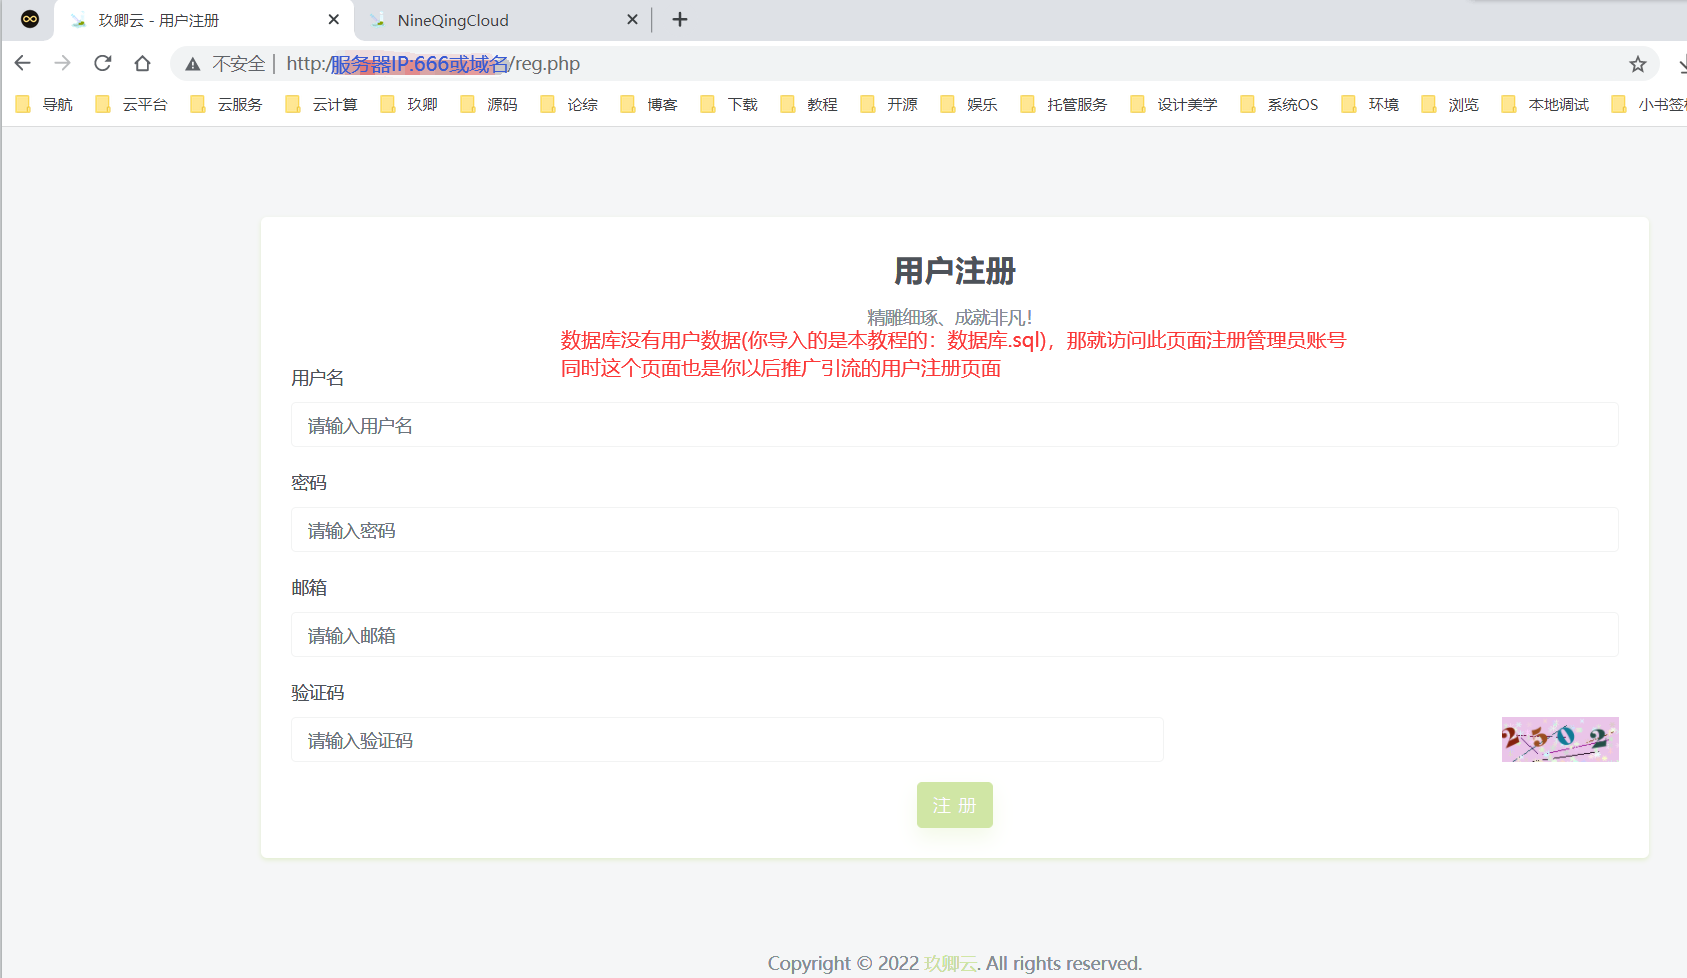 玖卿云 - 用户注册
NineQingCloud
不安全 | http:/服务器IP:666或域名/reg.php
导航 云平台 云服务 云计算 玖卿 源码 论综 博客 下载 教程 开源 娱乐 托管服务 设计美学 系统OS 环境 浏览 本地调试 小书签
用户注册
精雕细琢、成就非凡！
数据库没有用户数据(你导入的是本教程的：数据库.sql)，那就访问此页面注册管理员账号
同时这个页面也是你以后推广引流的用户注册页面
用户名
请输入用户名
密码
请输入密码
邮箱
请输入邮箱
验证码
请输入验证码
2502
注 册
Copyright © 2022 玖卿云. All rights reserved.